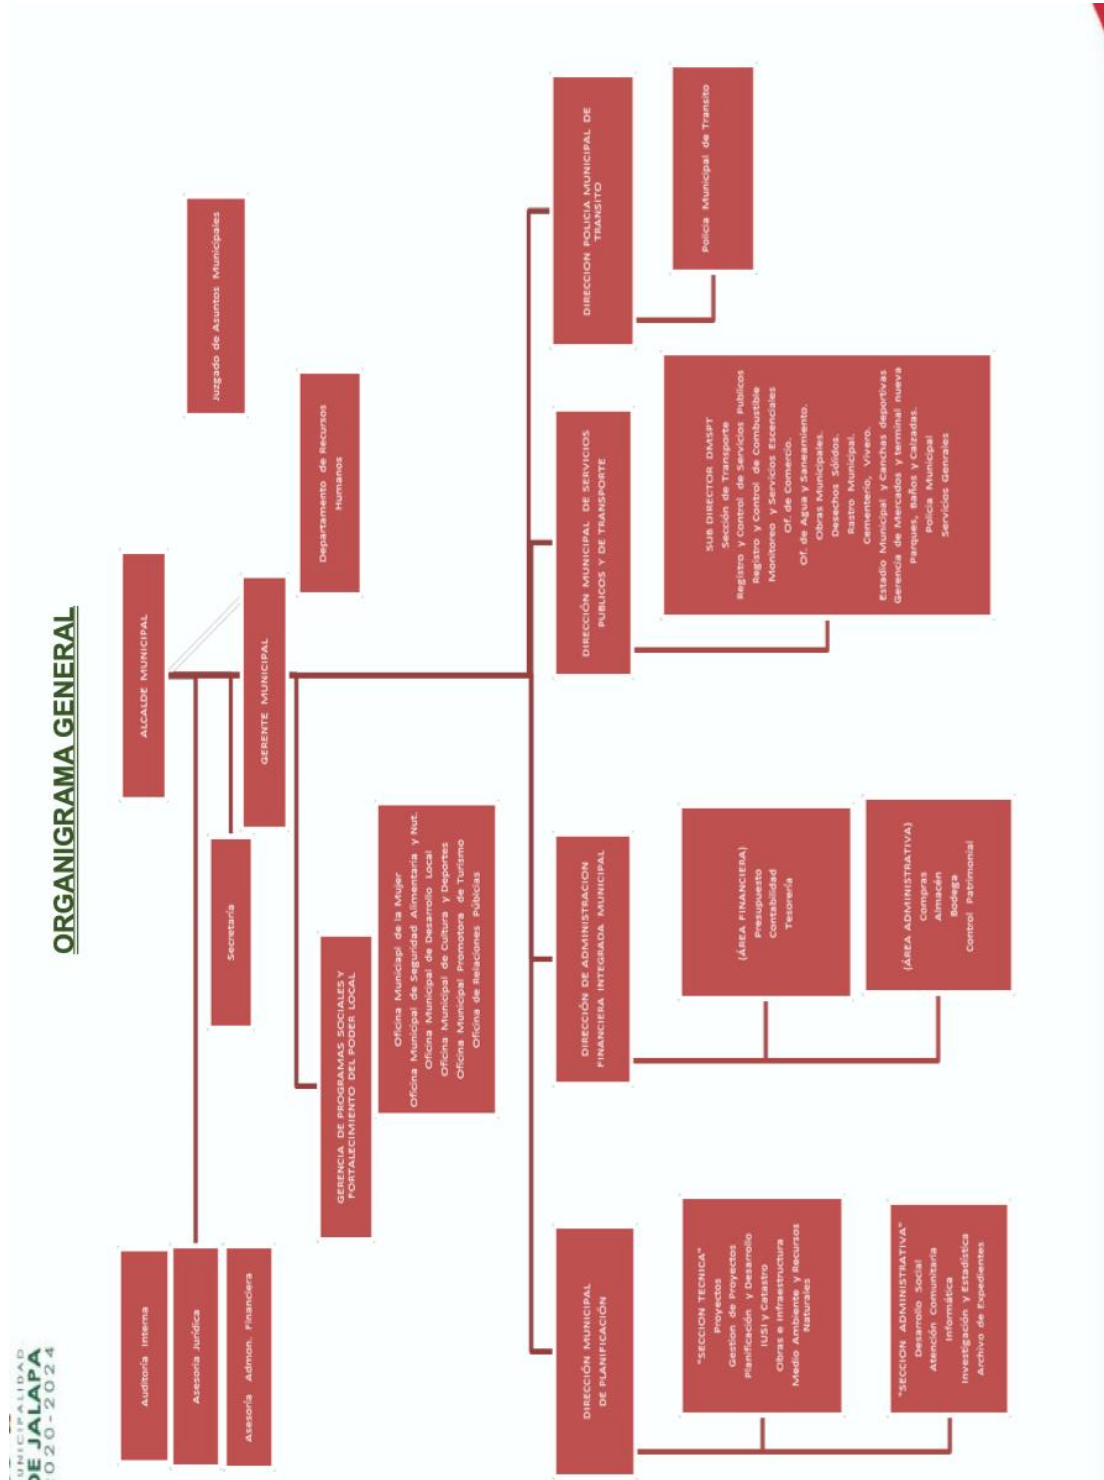 UNICIPALIDAD
DE JALAPA
2020-2024
ORGANIGRAMA GENERAL
ALCALDE MUNICIPAL
Auditoría Interna
Asesoría Jurídica
Asesoría Admon. Financiera
Juzgado de Asuntos Municipales
Secretaría
GERENTE MUNICIPAL
Departamento de Recursos
Humanos
GERENCIA DE PROGRAMAS SOCIALES Y
FORTALECIMIENTO DEL PODER LOCAL
Oficina Municiapl de la Mujer
Oficina Municipal de Seguridad Alimentaria y Nut.
Oficina Municipal de Desarrollo Local
Oficina Municipal de Cultura y Deportes
Oficina Municipal Promotora de Turismo
Oficina de Relaciones Públcias
DIRECCIÓN MUNICIPAL
DE PLANIFICACIÓN
"SECCION TECNICA"
Proyectos
Gestion de Proyectos
Planificación y Desarrollo
IUSI y Catastro
Obras e Infraestructura
Medio Ambiente y Recursos
Naturales
"SECCION ADMINISTRATIVA"
Desarrollo Social
Atención Comunitaria
Informática
Investigación y Estadística
Archivo de Expedientes
DIRECCIÓN DE ADMINISTRACION
FINANCIERA INTEGRADA MUNICIPAL
(ÁREA FINANCIERA)
Presupuesto
Contabilidad
Tesorería
(ÁREA ADMINISTRATIVA)
Compras
Almacén
Bodega
Control Patrimonial
DIRECCIÓN MUNICIPAL DE SERVICIOS
PUBLICOS Y DE TRANSPORTE
SUB DIRECTOR DMSPT
Sección de Transporte
Registro y Control de Servicios Publicos
Registro y Control de Combustible
Monitoreo y Servicios Escenciales
Of. de Comercio.
Of. de Agua y Saneamiento.
Obras Municipales.
Desechos Sólidos.
Rastro Municipal.
Cementerio, Vivero.
Estadio Municipal y Canchas deportivas
Gerencia de Mercados y terminal nueva
Parques, Baños y Calzadas.
Policia Municipal
Servicios Genrales
DIRECCION POLICIA MUNICIPAL DE
TRANSITO
Policia Municipal de Transito